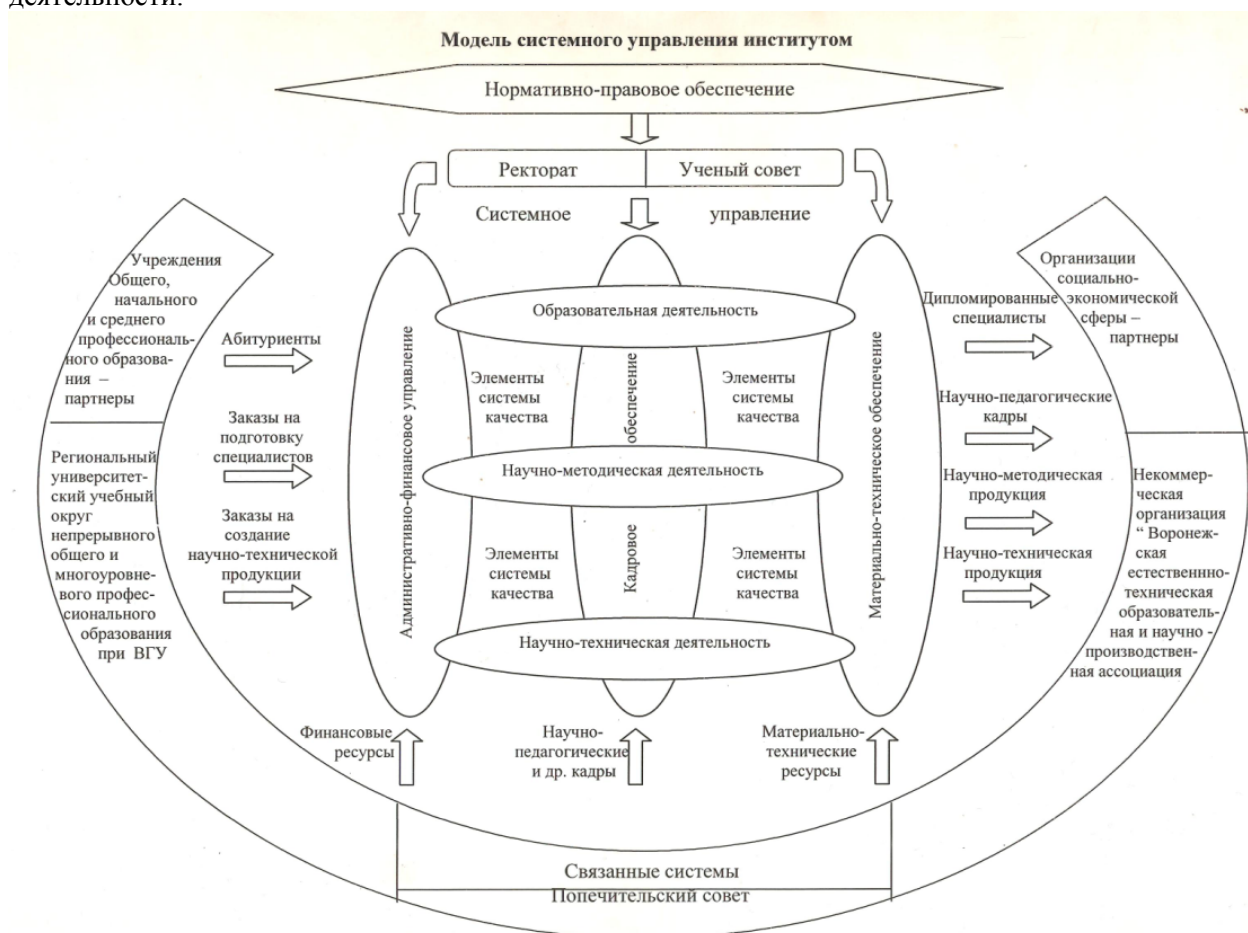 деятельности.
Модель системного управления институтом
Нормативно-правовое обеспечение
Ректорат
Ученый совет
Системное
управление
Учреждения
Общего,
начального
и среднего
профессиональ-
ного образова-
ния –
партнеры
Региональный
университет-
ский учебный
округ
непрерывного
общего и
многоуровне-
вого профес-
сионального
образования
при ВГУ
Абитуриенты
Заказы на
подготовку
специалистов
Заказы на
создание
научно-технической
продукции
Административно-финансовое управление
Образовательная деятельность
Элементы
системы
качества
Элементы
системы
качества
Кадровое
обеспечение
Научно-методическая деятельность
Элементы
системы
качества
Элементы
системы
качества
Научно-техническая деятельность
Материально-техническое обеспечение
Дипломированные
специалисты
Научно-педагогические
кадры
Научно-методическая
продукция
Научно-техническая
продукция
Организации
социально-
экономической
сферы –
партнеры
Некоммер-
ческая
организация
“ Воронеж-
ская
естественнно-
техническая
образователь-
ная и научно -
производствен-
ная ассоциация
Финансовые
ресурсы
Научно-
педагогические
и др. кадры
Материально-
технические
ресурсы
Связанные системы
Попечительский совет